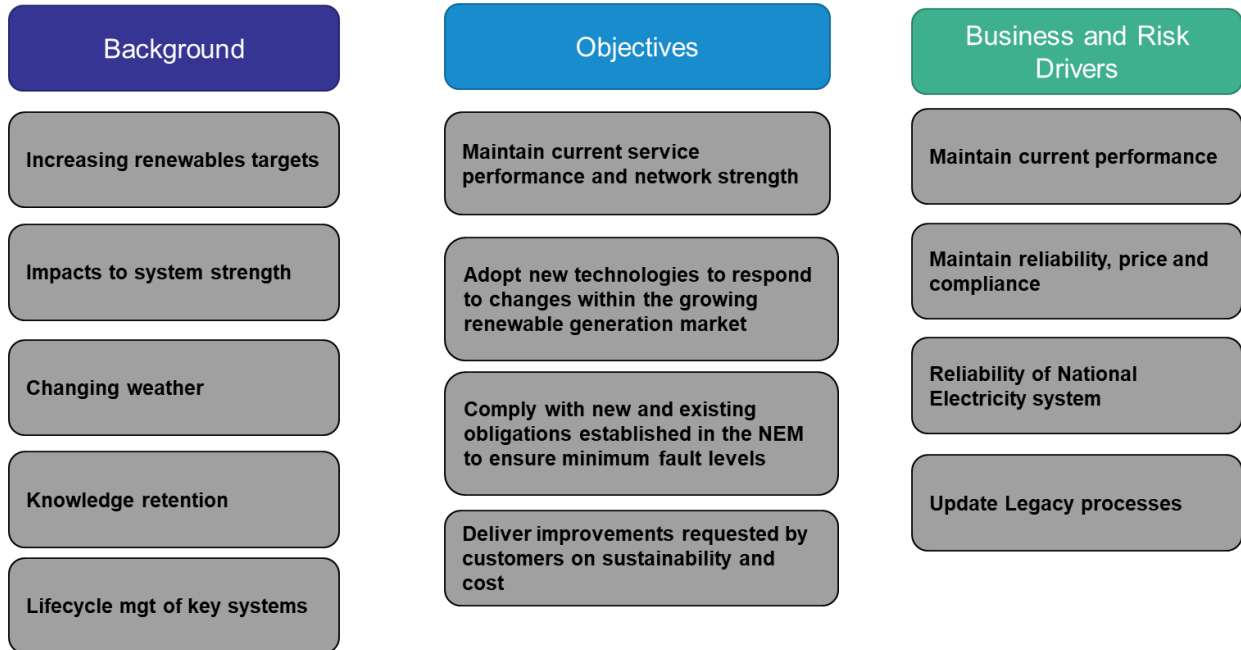 Background
Increasing renewables targets
Impacts to system strength
Changing weather
Knowledge retention
Lifecycle mgt of key systems
Objectives
Maintain current service
performance and network strength
Adopt new technologies to respond
to changes within the growing
renewable generation market
Comply with new and existing
obligations established in the NEM
to ensure minimum fault levels
Deliver improvements requested by
customers on sustainability and
cost
Business and Risk
Drivers
Maintain current performance
Maintain reliability, price and
compliance
Reliability of National
Electricity system
Update Legacy processes